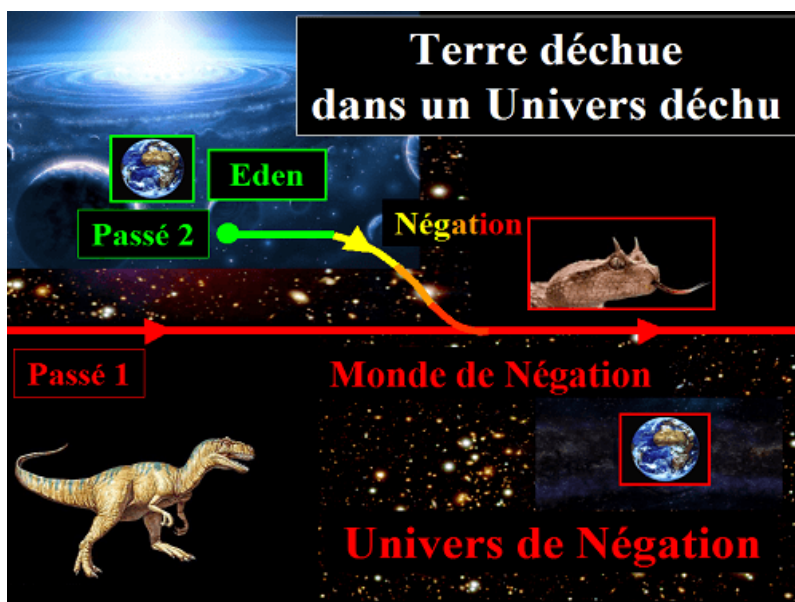 Terre déchue
dans un Univers déchu
Eden
Passé 2
Négation
Passé 1
Monde de Négation
Univers de Négation